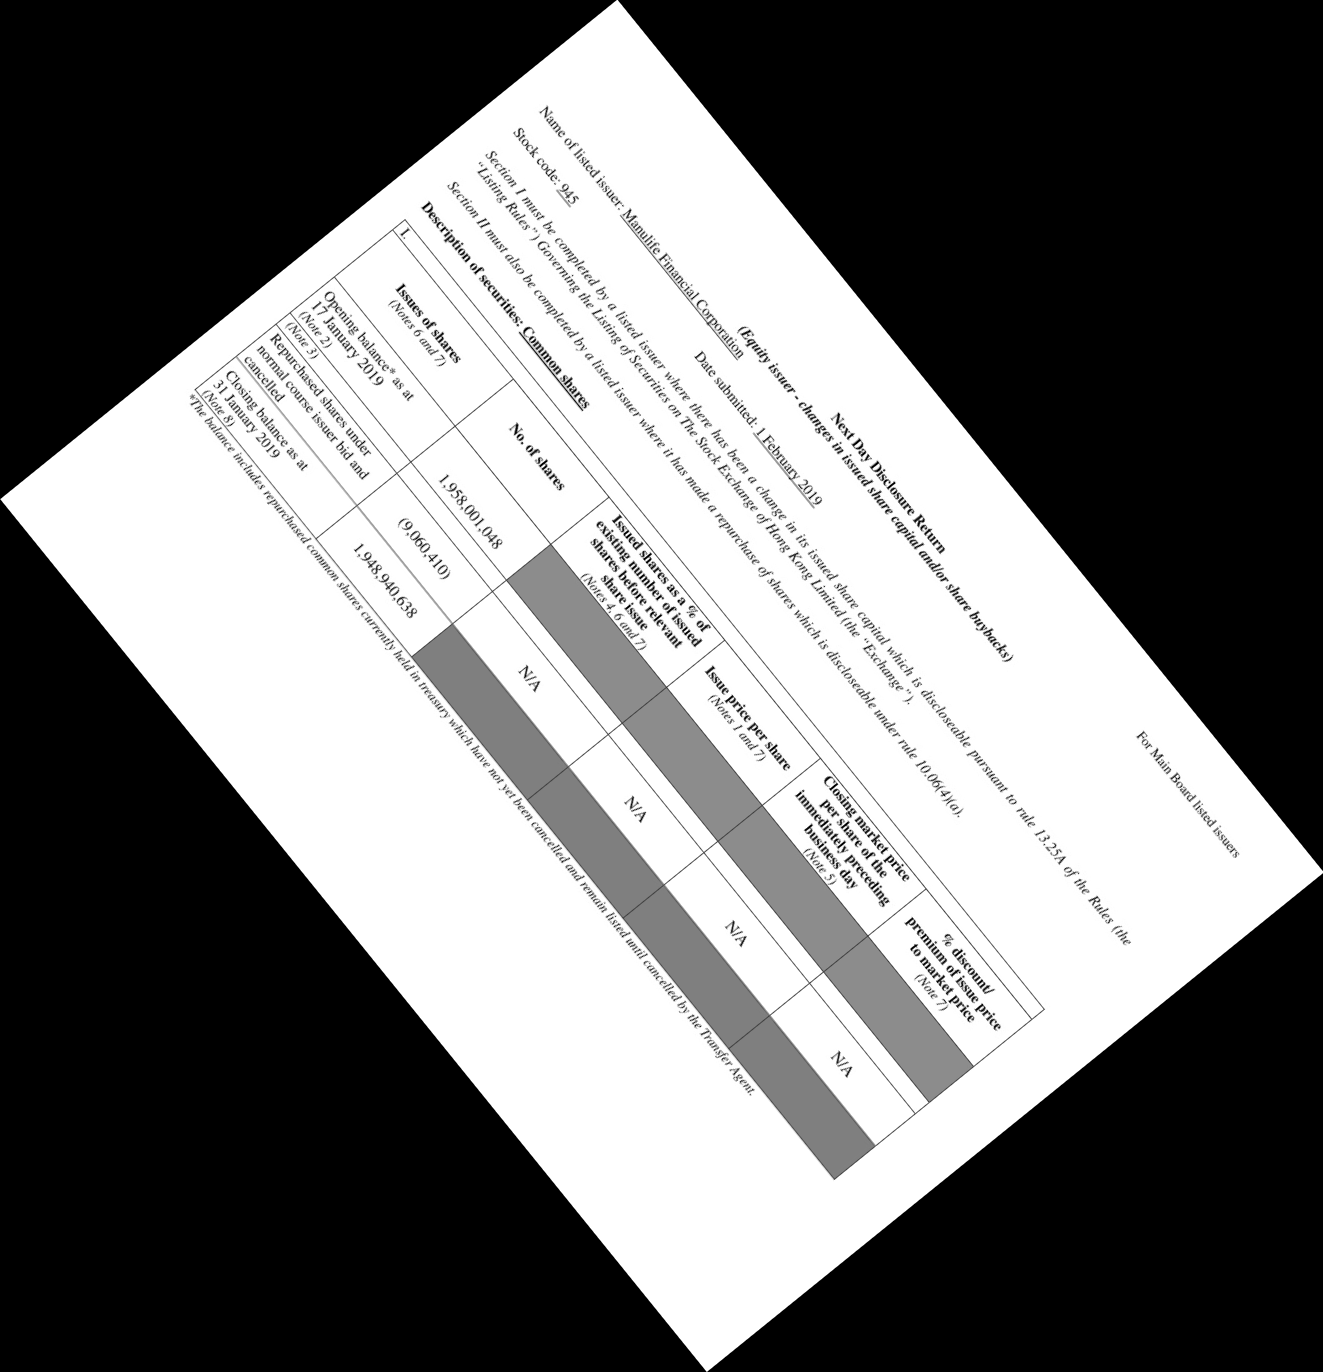 For Main Board listed issuers
Next Day Disclosure Return
(Equity issuer - changes in issued share capital and/or share buybacks)
Name of listed issuer: Manulife Financial Corporation
Stock code: 945
Date submitted: 1 February 2019
Section I must be completed by a listed issuer where there has been a change in its issued share capital which is discloseable pursuant to rule 13.25A of the Rules (the
“Listing Rules”) Governing the Listing of Securities on The Stock Exchange of Hong Kong Limited (the “Exchange”).
Section II must also be completed by a listed issuer where it has made a repurchase of shares which is discloseable under rule 10.06(4)(a).
Description of securities: Common shares
I.
Issues of shares
(Notes 6 and 7)
No. of shares
Issued shares as a % of
existing number of issued
shares before relevant
share issue
(Notes 4, 6 and 7)
Issue price per share
(Notes 1 and 7)
Closing market price
per share of the
immediately preceding
business day
(Note 5)
% discount/
premium of issue price
to market price
(Note 7)
Opening balance* as at
17 January 2019
(Note 2)
1,958,001,048
(Note 3)
Repurchased shares under
normal course issuer bid and
cancelled
(9,060,410)
N/A
N/A
N/A
N/A
Closing balance as at
31 January 2019
(Note 8)
1,948,940,638
*The balance includes repurchased common shares currently held in treasury which have not yet been cancelled and remain listed until cancelled by the Transfer Agent.